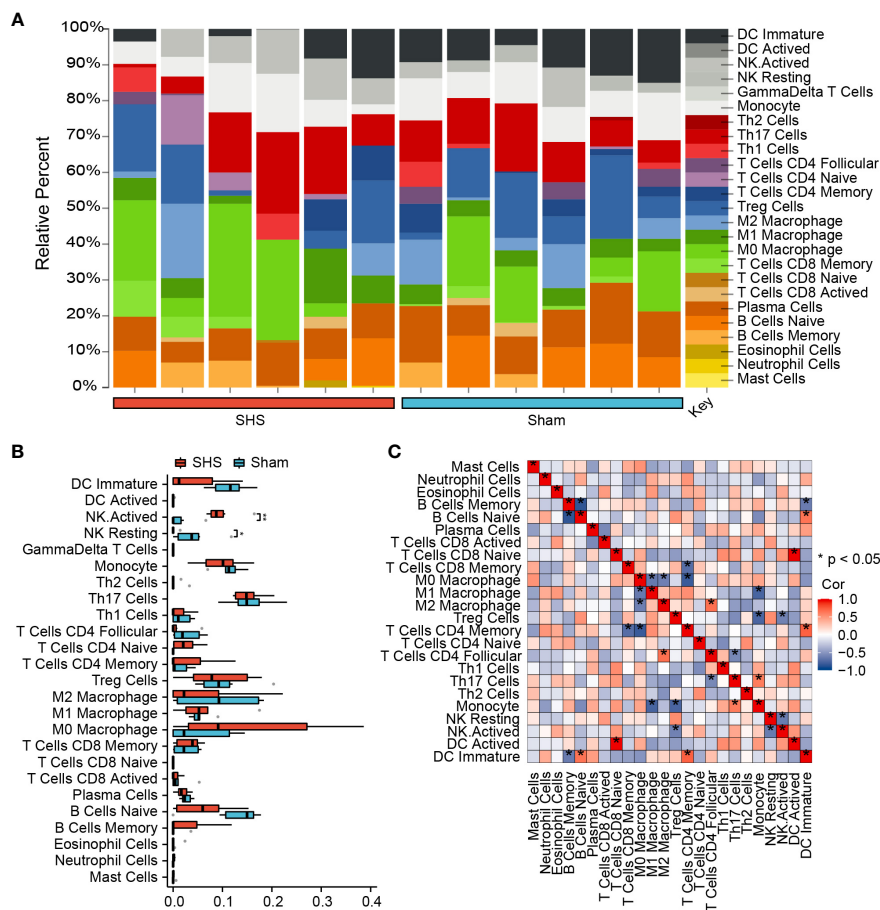 A
Relative Percent
100%
90%
80%
70%
60%
50%
40%
30%
20%
10%
0%
DC Immature
DC Actived
NK.Actived
NK Resting
GammaDelta T Cells
Monocyte
Th2 Cells
Th17 Cells
Th1 Cells
T Cells CD4 Follicular
T Cells CD4 Naive
T Cells CD4 Memory
Treg Cells
M2 Macrophage
M1 Macrophage
M0 Macrophage
T Cells CD8 Memory
T Cells CD8 Naive
T Cells CD8 Actived
Plasma Cells
B Cells Naive
B Cells Memory
Eosinophil Cells
Neutrophil Cells
Mast Cells
SHS
Sham
Key
B
SHS Sham
DC Immature
DC Actived
NK.Actived
NK Resting
GammaDelta T Cells
Monocyte
Th2 Cells
Th17 Cells
Th1 Cells
T Cells CD4 Follicular
T Cells CD4 Naive
T Cells CD4 Memory
Treg Cells
M2 Macrophage
M1 Macrophage
M0 Macrophage
T Cells CD8 Memory
T Cells CD8 Naive
T Cells CD8 Actived
Plasma Cells
B Cells Naive
B Cells Memory
Eosinophil Cells
Neutrophil Cells
Mast Cells
0.0 0.1 0.2 0.3 0.4
C
Mast Cells
Neutrophil Cells
Eosinophil Cells
B Cells Memory
B Cells Naive
Plasma Cells
T Cells CD8 Actived
T Cells CD8 Naive
T Cells CD8 Memory
M0 Macrophage
M1 Macrophage
M2 Macrophage
Treg Cells
T Cells CD4 Memory
T Cells CD4 Naive
T Cells CD4 Follicular
Th1 Cells
Th17 Cells
Th2 Cells
Monocyte
NK Resting
NK.Actived
DC Actived
DC Immature
Mast Cells
Neutrophil Cells
Eosinophil Cells
B Cells Memory
B Cells Naive
Plasma Cells
T Cells CD8 Actived
T Cells CD8 Naive
T Cells CD8 Memory
M0 Macrophage
M1 Macrophage
M2 Macrophage
Treg Cells
T Cells CD4 Memory
T Cells CD4 Naive
T Cells CD4 Follicular
Th1 Cells
Th17 Cells
Th2 Cells
Monocyte
NK Resting
NK.Actived
DC Actived
DC Immature
* p < 0.05
Cor
1.0
0.5
0.0
−0.5
−1.0